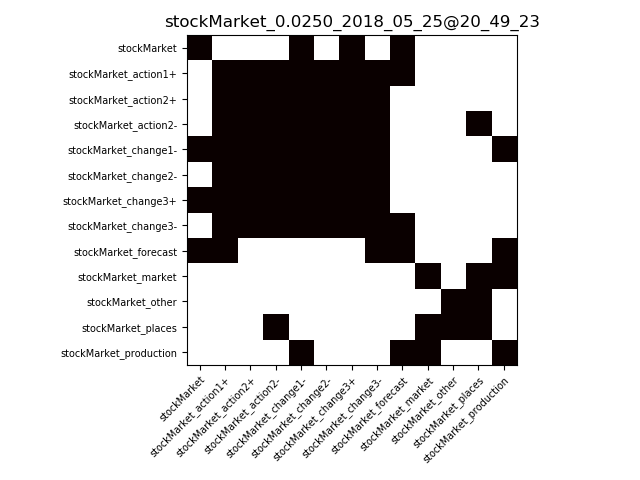 stockMarket_0.0250_2018_05_25@20_49_23
stockMarket
stockMarket_action1+
stockMarket_action2+
stockMarket_action2-
stockMarket_change1-
stockMarket_change2-
stockMarket_change3+
stockMarket_change3-
stockMarket_forecast
stockMarket_market
stockMarket_other
stockMarket_places
stockMarket_production
stockMarket
stockMarket_action1+
stockMarket_action2+
stockMarket_action2-
stockMarket_change1-
stockMarket_change2-
stockMarket_change3+
stockMarket_change3-
stockMarket_forecast
stockMarket_market
stockMarket_other
stockMarket_places
stockMarket_production